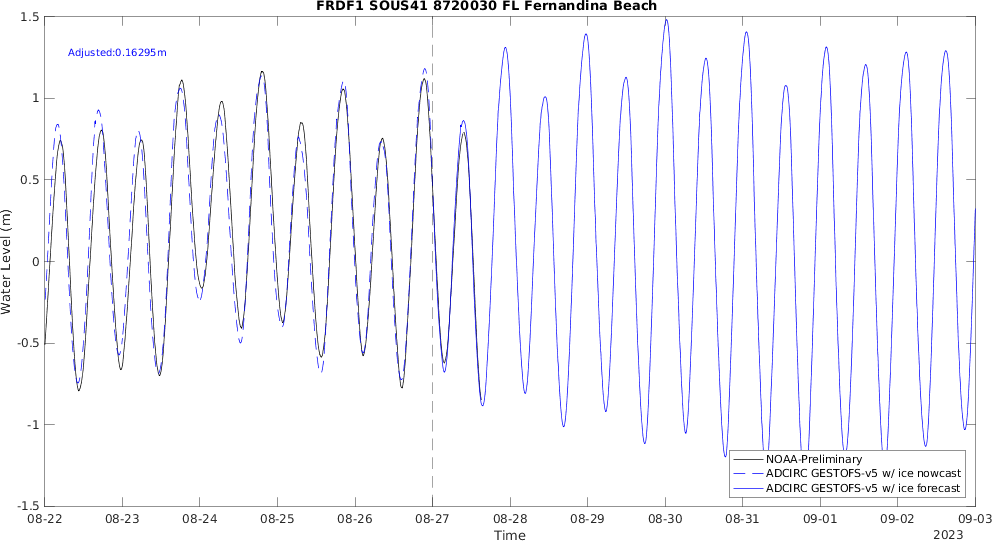 FRDF1 SOUS41 8720030 FL Fernandina Beach
Adjusted:0.16295m
1.5
1
0.5
0
-0.5
-1
-1.5
Water Level (m)
NOAA-Preliminary
ADCIRC GESTOFS-v5 w/ ice nowcast
ADCIRC GESTOFS-v5 w/ ice forecast
08-22 08-23 08-24 08-25 08-26 08-27 08-28 08-29 08-30 08-31 09-01 09-02 09-03
Time
2023